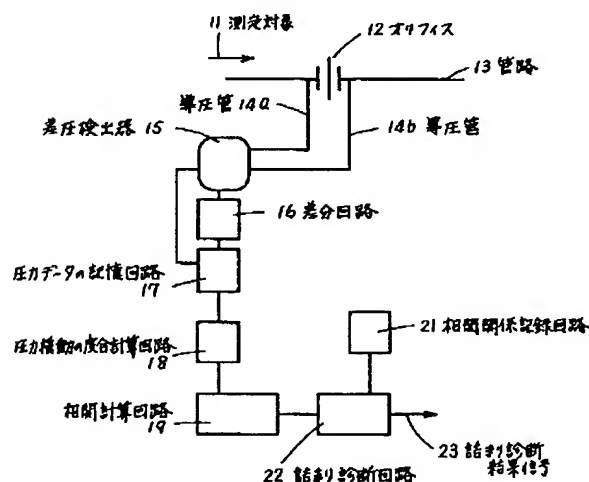 11 測定対象
12 オリフィス
13 管路
導圧管 14a
差圧検出器 15
14b 導圧管
16 差分回路
圧力データの記憶回路
17
圧力揺動の度合計算回路
18
21 相関関係記録回路
相関計算回路
19
22 詰まり診断回路
23 詰まり診断
結果信号